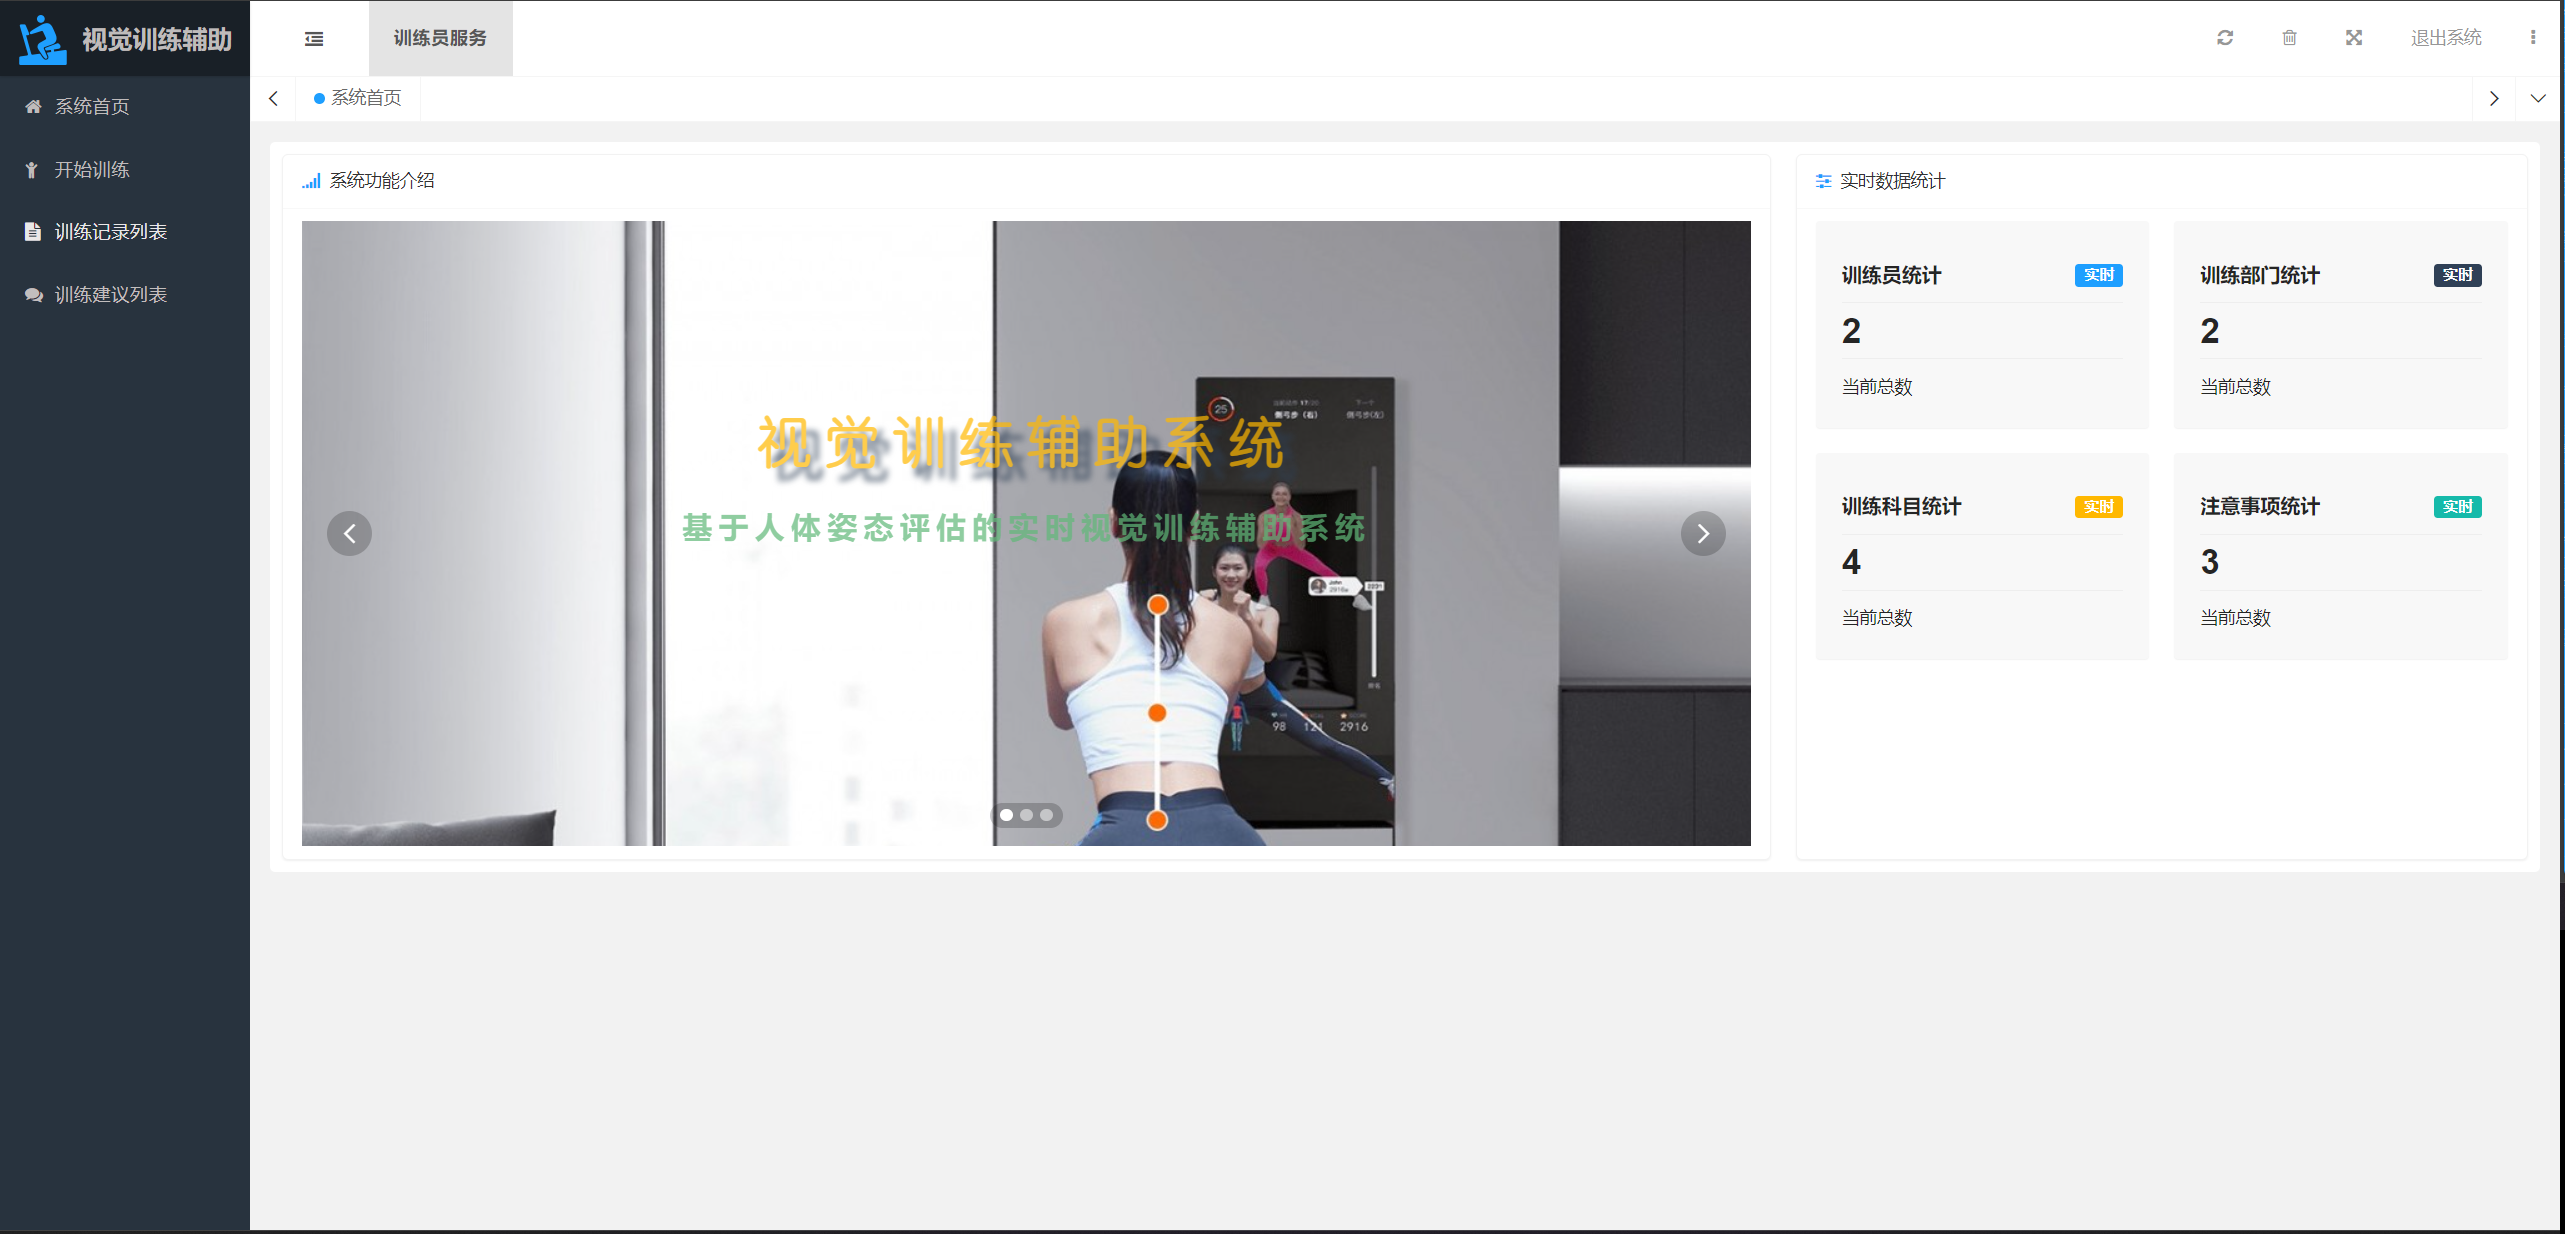 视觉训练辅助
训练员服务
退出系统
系统首页
系统首页
开始训练
训练记录列表
训练建议列表
系统功能介绍
视觉训练辅助系统
基于人体姿态评估的实时视觉训练辅助系统
25
侧弓步（右）
98
121
2916
实时数据统计
训练员统计 实时
2
当前总数
训练部门统计 实时
2
当前总数
训练科目统计 实时
4
当前总数
注意事项统计 实时
3
当前总数